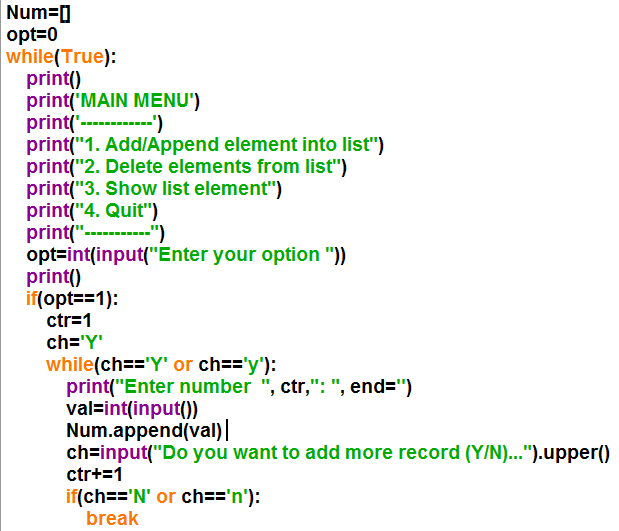 Num=[]
opt=0
while(True):
    print()
    print('MAIN MENU')
    print('------------')
    print("1. Add/Append element into list")
    print("2. Delete elements from list")
    print("3. Show list element")
    print("4. Quit")
    print("-----------")
    opt=int(input("Enter your option "))
    print()
    if(opt==1):
        ctr=1
        ch='Y'
        while(ch=='Y' or ch=='y'):
            print("Enter number  ", ctr,": ", end='')
            val=int(input())
            Num.append(val)
            ch=input("Do you want to add more record (Y/N)...").upper()
            ctr+=1
            if(ch=='N' or ch=='n'):
                break